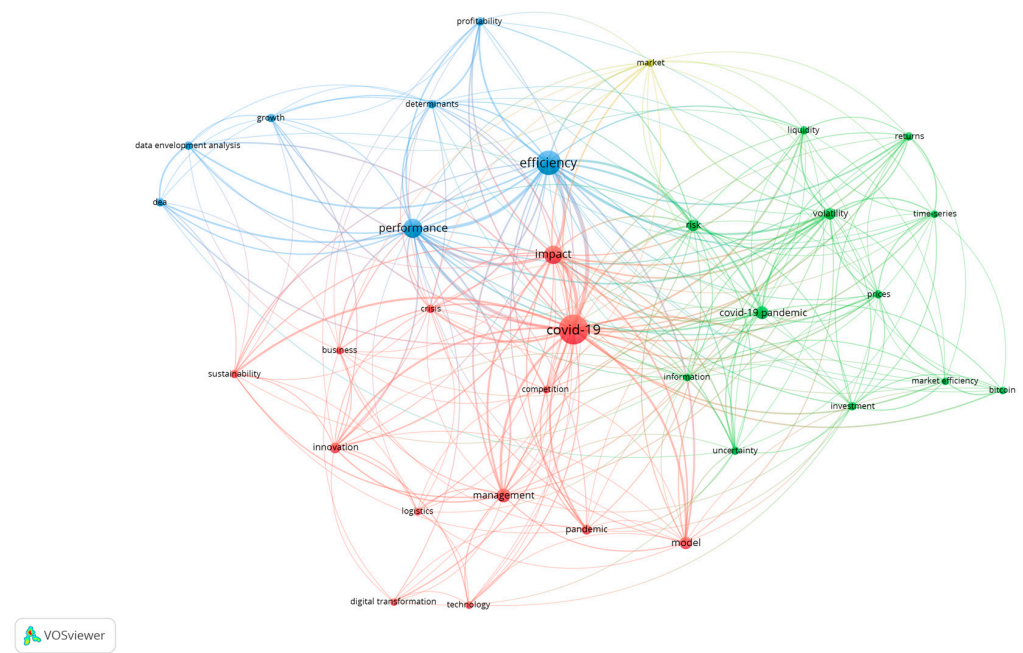 profitability
market
determinants
growth
liquidity
returns
data envelopment analysis
efficiency
dea
volatility
time-series
risk
performance
impact
prices
crisis
covid-19 pandemic
covid-19
business
sustainability
information
market efficiency
competition
bitcoin
investment
innovation
uncertainty
management
logistics
pandemic
model
digital transformation
technology
VOSviewer